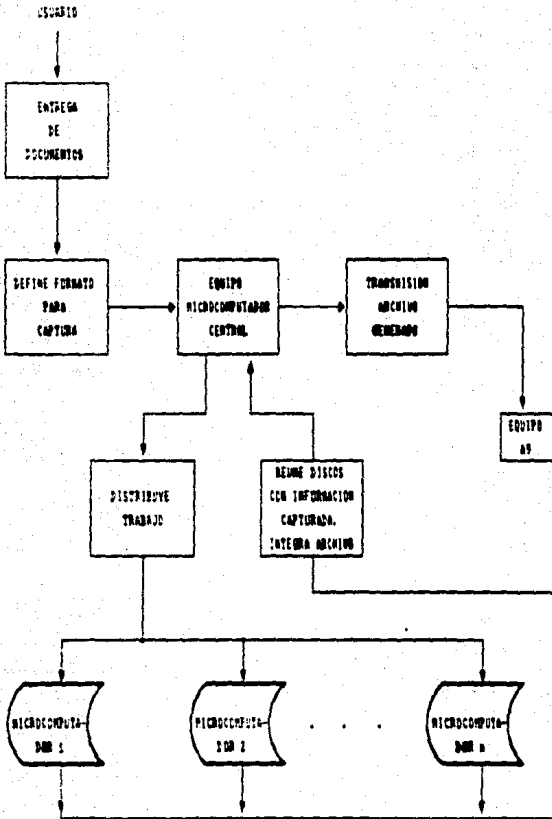 USUARIO
ENTREGA
DE
DOCUMENTOS
DEFINE FORMATO
PARA
CAPTURA
EQUIPO
MICROCOMPUTADOR
CENTRAL
TRANSMISION
ARCHIVO
GENERADO
EQUIPO
A9
DISTRIBUYE
TRABAJO
REUNE DISCOS
CON INFORMACION
CAPTURADA.
INTEGRA ARCHIVO
MICROCOMPUTA-
DOR 1
MICROCOMPUTA-
DOR 2
. . .
MICROCOMPUTA-
DOR n